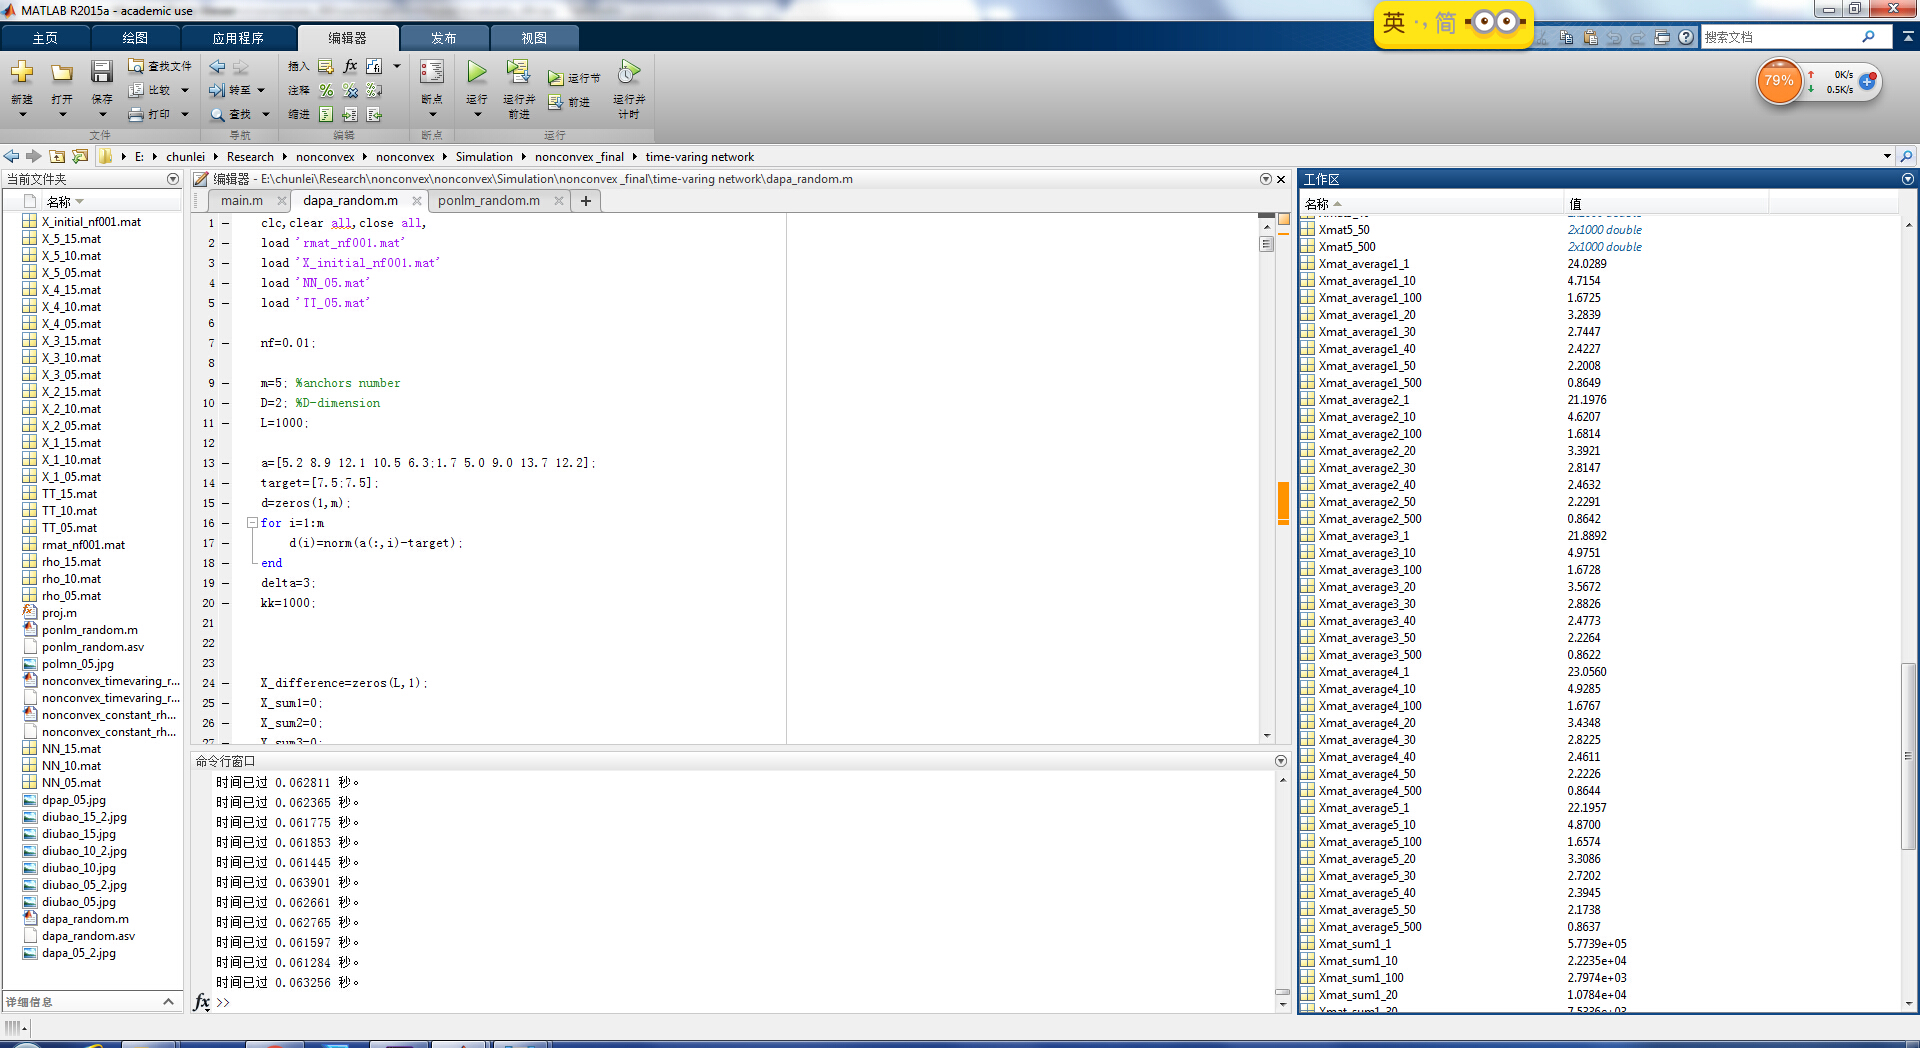 MATLAB R2015a - academic use
英 ·, 简
主页
绘图
应用程序
编辑器
发布
视图
搜索文档
新建
打开
保存
查找文件
比较
打印
转至
查找
插入
注释
缩进
断点
运行
运行并
前进
运行节
前进
运行并
计时
79%
0K/s
0.5K/s
文件
导航
编辑
断点
运行
E: chunlei Research nonconvex nonconvex Simulation nonconvex _final time-varing network
当前文件夹
名称
X_initial_nf001.mat
X_5_15.mat
X_5_10.mat
X_5_05.mat
X_4_15.mat
X_4_10.mat
X_4_05.mat
X_3_15.mat
X_3_10.mat
X_3_05.mat
X_2_15.mat
X_2_10.mat
X_2_05.mat
X_1_15.mat
X_1_10.mat
X_1_05.mat
TT_15.mat
TT_10.mat
TT_05.mat
rmat_nf001.mat
rho_15.mat
rho_10.mat
rho_05.mat
proj.m
ponlm_random.m
ponlm_random.asv
polmn_05.jpg
nonconvex_timevaring_r...
nonconvex_timevaring_r...
nonconvex_constant_rh...
nonconvex_constant_rh...
NN_15.mat
NN_10.mat
NN_05.mat
dpap_05.jpg
diubao_15_2.jpg
diubao_15.jpg
diubao_10_2.jpg
diubao_10.jpg
diubao_05_2.jpg
diubao_05.jpg
dapa_random.m
dapa_random.asv
dapa_05_2.jpg
详细信息
编辑器 - E:\chunlei\Research\nonconvex\nonconvex\Simulation\nonconvex _final\time-varing network\dapa_random.m
main.m
dapa_random.m
ponlm_random.m
1 clc,clear all,close all,
2 load 'rmat_nf001.mat'
3 load 'X_initial_nf001.mat'
4 load 'NN_05.mat'
5 load 'TT_05.mat'
6
7 nf=0.01;
8
9 m=5; %anchors number
10 D=2; %D-dimension
11 L=1000;
12
13 a=[5.2 8.9 12.1 10.5 6.3;1.7 5.0 9.0 13.7 12.2];
14 target=[7.5;7.5];
15 d=zeros(1,m);
16 for i=1:m
17 d(i)=norm(a(:,i)-target);
18 end
19 delta=3;
20 kk=1000;
21
22
23
24 X_difference=zeros(L,1);
25 X_sum1=0;
26 X_sum2=0;
27 X_sum3=0;
命令行窗口
时间已过 0.062811 秒。
时间已过 0.062365 秒。
时间已过 0.061775 秒。
时间已过 0.061853 秒。
时间已过 0.061445 秒。
时间已过 0.063901 秒。
时间已过 0.062661 秒。
时间已过 0.062765 秒。
时间已过 0.061597 秒。
时间已过 0.061284 秒。
时间已过 0.063256 秒。
fx >>
工作区
名称 值
Xmat5_50 2x1000 double
Xmat5_500 2x1000 double
Xmat_average1_1 24.0289
Xmat_average1_10 4.7154
Xmat_average1_100 1.6725
Xmat_average1_20 3.2839
Xmat_average1_30 2.7447
Xmat_average1_40 2.4227
Xmat_average1_50 2.2008
Xmat_average1_500 0.8649
Xmat_average2_1 21.1976
Xmat_average2_10 4.6207
Xmat_average2_100 1.6814
Xmat_average2_20 3.3921
Xmat_average2_30 2.8147
Xmat_average2_40 2.4632
Xmat_average2_50 2.2291
Xmat_average2_500 0.8642
Xmat_average3_1 21.8892
Xmat_average3_10 4.9751
Xmat_average3_100 1.6728
Xmat_average3_20 3.5672
Xmat_average3_30 2.8826
Xmat_average3_40 2.4773
Xmat_average3_50 2.2264
Xmat_average3_500 0.8622
Xmat_average4_1 23.0560
Xmat_average4_10 4.9285
Xmat_average4_100 1.6767
Xmat_average4_20 3.4348
Xmat_average4_30 2.8225
Xmat_average4_40 2.4611
Xmat_average4_50 2.2226
Xmat_average4_500 0.8644
Xmat_average5_1 22.1957
Xmat_average5_10 4.8700
Xmat_average5_100 1.6574
Xmat_average5_20 3.3086
Xmat_average5_30 2.7202
Xmat_average5_40 2.3945
Xmat_average5_50 2.1738
Xmat_average5_500 0.8637
Xmat_sum1_1 5.7739e+05
Xmat_sum1_10 2.2235e+04
Xmat_sum1_100 2.7974e+03
Xmat_sum1_20 1.0784e+04
Xmat_sum1_30 7.5336e+03